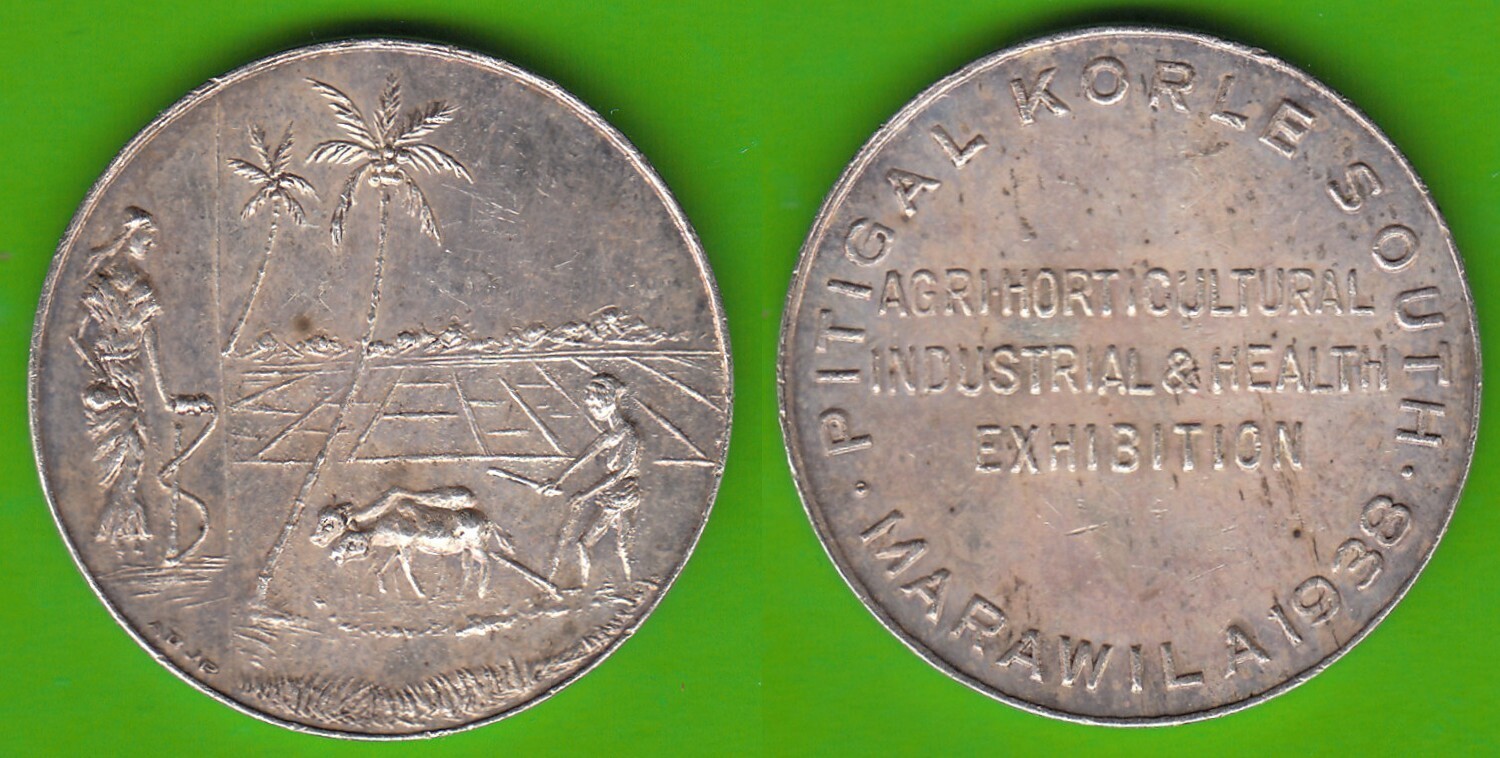 PITIGAL KORLE SOUTH
AGRI-HORTICULTURAL
INDUSTRIAL & HEALTH
EXHIBITION
· MARAWILA 1938 ·